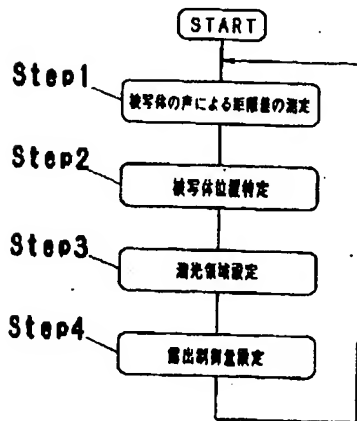 START
Step1
被写体の声による距離差の測定
Step2
被写体位置特定
Step3
測光領域設定
Step4
露出制御量設定